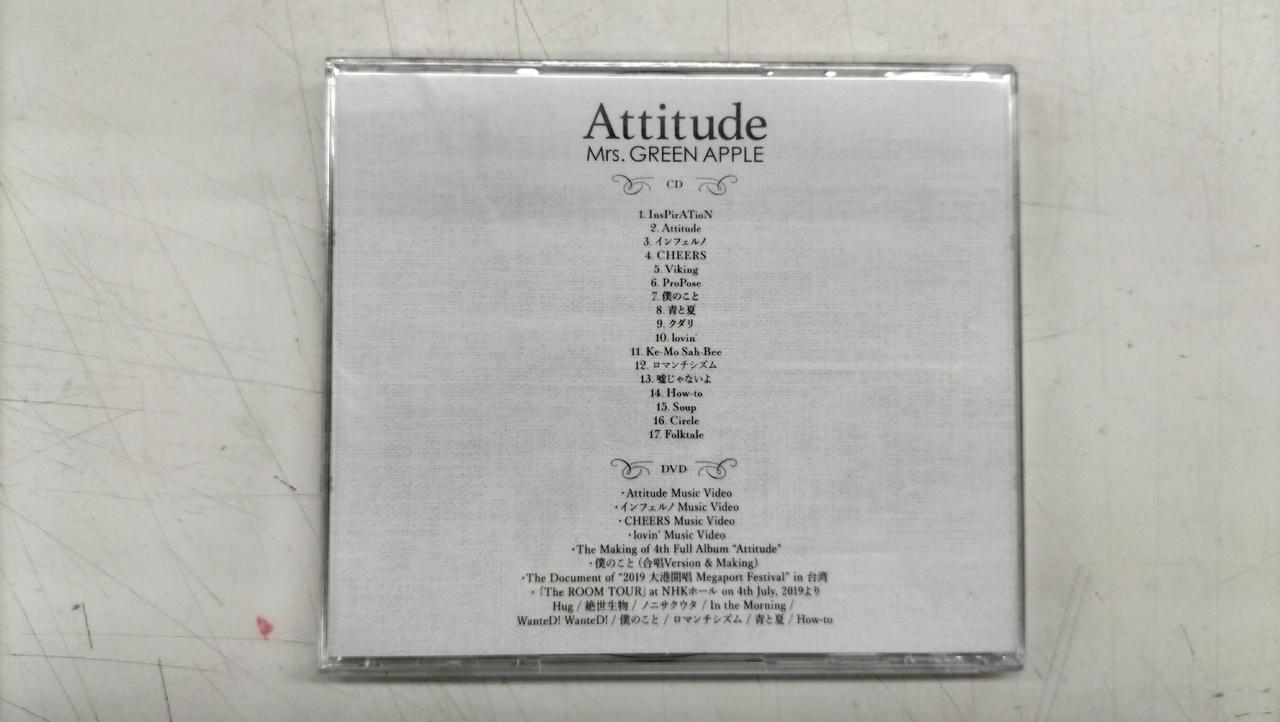 Attitude
Mrs. GREEN APPLE
CD
1. InsPirATioN
2. Attitude
3. インフェルノ
4. CHEERS
5. Viking
6. ProPose
7. 僕のこと
8. 青と夏
9. クダリ
10. lovin'
11. Ke-Mo Sah-Bee
12. ロマンチシズム
13. 嘘じゃないよ
14. How-to
15. Soup
16. Circle
17. Folktale
DVD
・Attitude Music Video
・インフェルノ Music Video
・CHEERS Music Video
・lovin' Music Video
・The Making of 4th Full Album "Attitude"
・僕のこと (合唱Version & Making)
・The Document of "2019 大港開唱 Megaport Festival" in 台湾
・「The ROOM TOUR」 at NHKホール on 4th July, 2019より
Hug / 絶世生物 / ノニサクウタ / In the Morning /
WanteD! WanteD! / 僕のこと / ロマンチシズム / 青と夏 / How-to